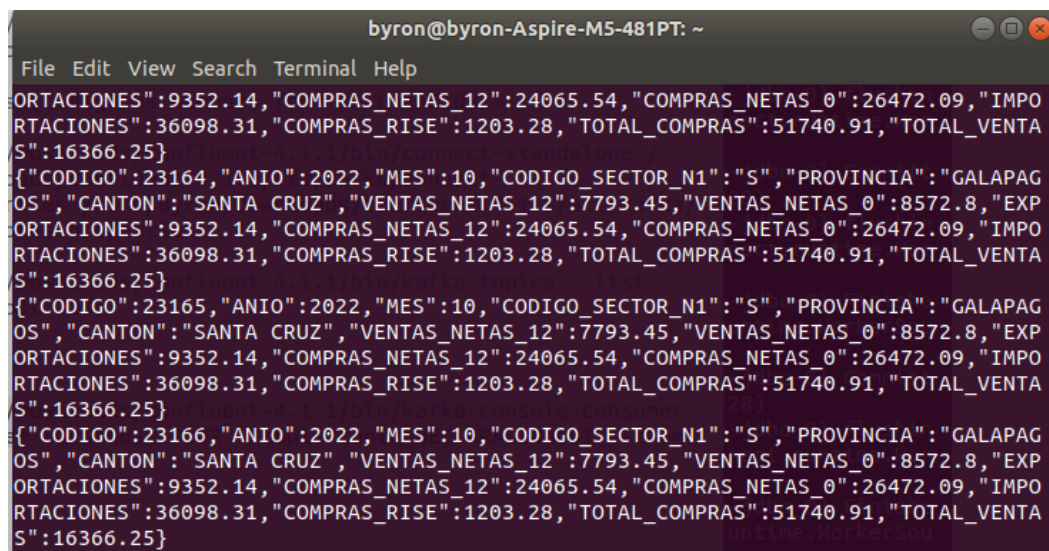 byron@byron-Aspire-M5-481PT: ~
File Edit View Search Terminal Help
ORTACIONES":9352.14,"COMPRAS_NETAS_12":24065.54,"COMPRAS_NETAS_0":26472.09,"IMPO
RTACIONES":36098.31,"COMPRAS_RISE":1203.28,"TOTAL_COMPRAS":51740.91,"TOTAL_VENTA
S":16366.25}
{"CODIGO":23164,"ANIO":2022,"MES":10,"CODIGO_SECTOR_N1":"S","PROVINCIA":"GALAPAG
OS","CANTON":"SANTA CRUZ","VENTAS_NETAS_12":7793.45,"VENTAS_NETAS_0":8572.8,"EXP
ORTACIONES":9352.14,"COMPRAS_NETAS_12":24065.54,"COMPRAS_NETAS_0":26472.09,"IMPO
RTACIONES":36098.31,"COMPRAS_RISE":1203.28,"TOTAL_COMPRAS":51740.91,"TOTAL_VENTA
S":16366.25}
{"CODIGO":23165,"ANIO":2022,"MES":10,"CODIGO_SECTOR_N1":"S","PROVINCIA":"GALAPAG
OS","CANTON":"SANTA CRUZ","VENTAS_NETAS_12":7793.45,"VENTAS_NETAS_0":8572.8,"EXP
ORTACIONES":9352.14,"COMPRAS_NETAS_12":24065.54,"COMPRAS_NETAS_0":26472.09,"IMPO
RTACIONES":36098.31,"COMPRAS_RISE":1203.28,"TOTAL_COMPRAS":51740.91,"TOTAL_VENTA
S":16366.25}
{"CODIGO":23166,"ANIO":2022,"MES":10,"CODIGO_SECTOR_N1":"S","PROVINCIA":"GALAPAG
OS","CANTON":"SANTA CRUZ","VENTAS_NETAS_12":7793.45,"VENTAS_NETAS_0":8572.8,"EXP
ORTACIONES":9352.14,"COMPRAS_NETAS_12":24065.54,"COMPRAS_NETAS_0":26472.09,"IMPO
RTACIONES":36098.31,"COMPRAS_RISE":1203.28,"TOTAL_COMPRAS":51740.91,"TOTAL_VENTA
S":16366.25}